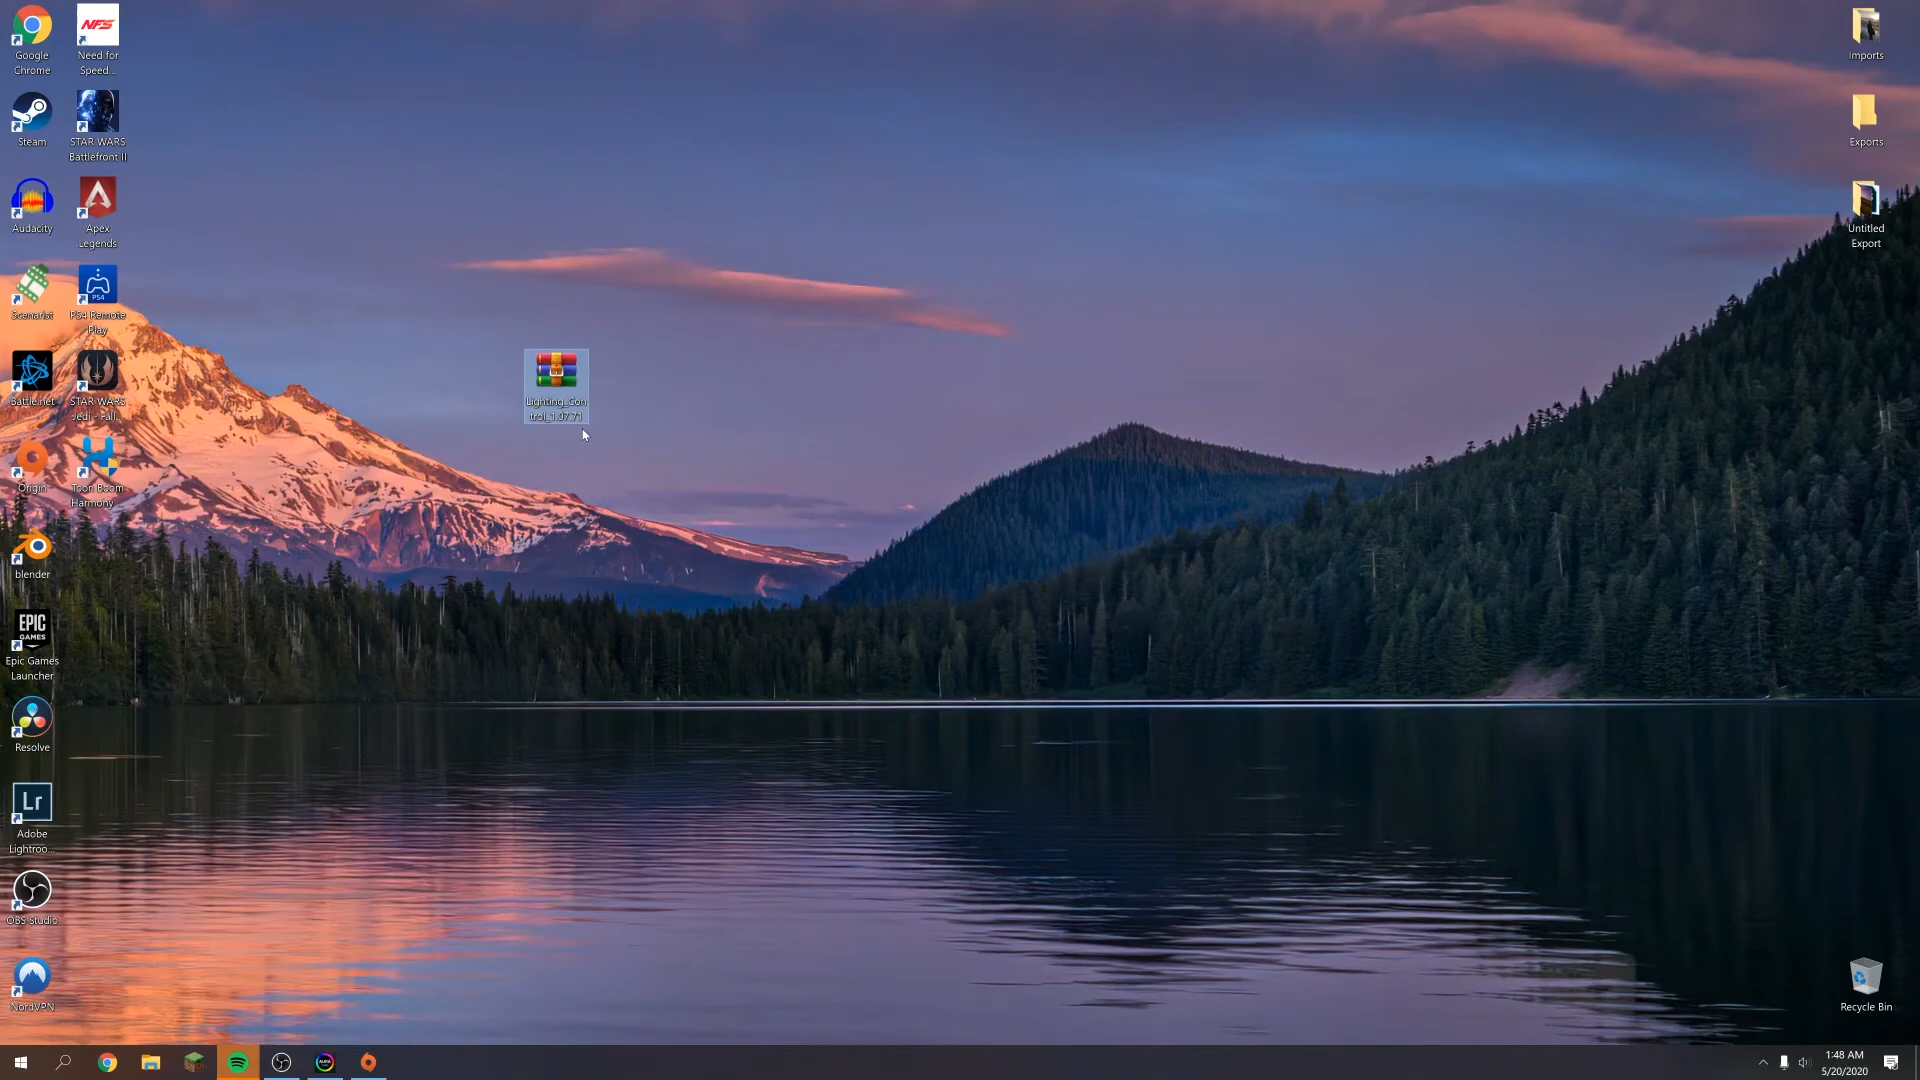 Google
Chrome
NFS
Need for
Speed...
Steam
STAR WARS
Battlefront II
Audacity
Apex
Legends
Scenarist
PS4
PS4 Remote
Play
Battle.net
STAR WARS
Jedi - Fall...
Origin
Toon Boom
Harmony ...
blender
EPIC
GAMES
Epic Games
Launcher
Resolve
Lr
Adobe
Lightroo...
OBS Studio
NordVPN
Lighting_Con
trol_1.07.71
Imports
Exports
Untitled
Export
Recycle Bin
AURA
1:48 AM
5/20/2020